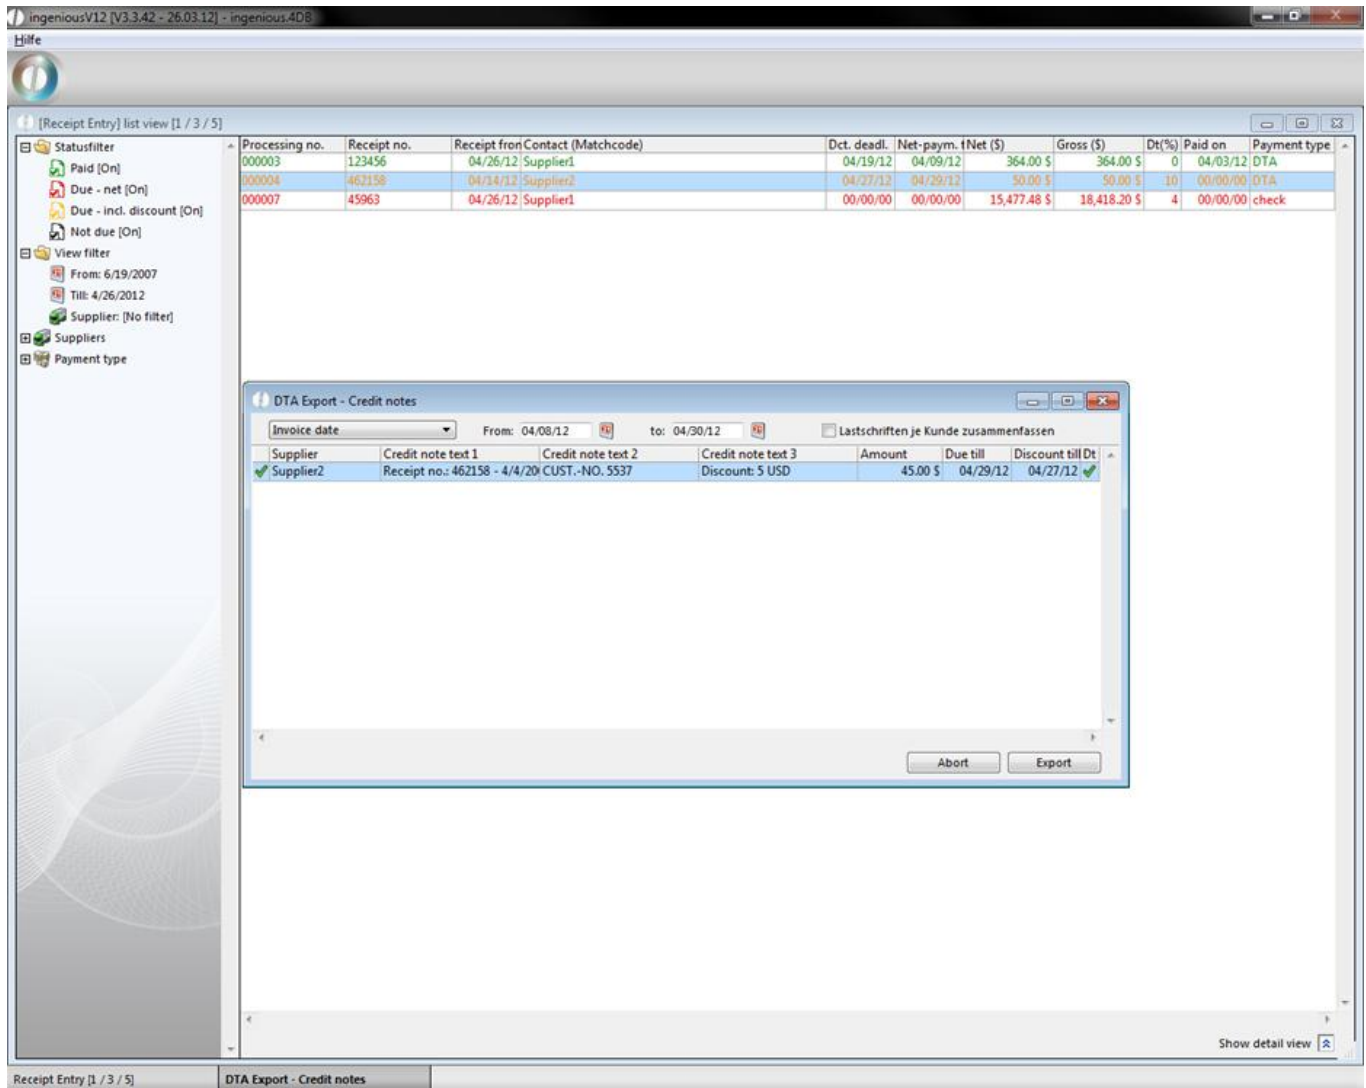 ingeniousV12 [V3.3.42 - 26.03.12] - ingenious.4DB
Hilfe
[Receipt Entry] list view [1 / 3 / 5]
Statusfilter
Paid [On]
Due - net [On]
Due - incl. discount [On]
Not due [On]
View filter
From: 6/19/2007
Till: 4/26/2012
Supplier: [No filter]
Suppliers
Payment type
Processing no. Receipt no. Receipt from Contact (Matchcode) Dct. deadl. Net-paym. t Net ($) Gross ($) Dt(%) Paid on Payment type
000003 123456 04/26/12 Supplier1 04/19/12 04/09/12 364.00 $ 364.00 $ 0 04/03/12 DTA
000004 462158 04/14/12 Supplier2 04/27/12 04/29/12 50.00 $ 50.00 $ 10 00/00/00 DTA
000007 45963 04/26/12 Supplier1 00/00/00 00/00/00 15,477.48 $ 18,418.20 $ 4 00/00/00 check
DTA Export - Credit notes
Invoice date From: 04/08/12 to: 04/30/12 Lastschriften je Kunde zusammenfassen
Supplier Credit note text 1 Credit note text 2 Credit note text 3 Amount Due till Discount till Dt
Supplier2 Receipt no.: 462158 - 4/4/20 CUST.-NO. 5537 Discount: 5 USD 45.00 $ 04/29/12 04/27/12
Abort Export
Show detail view
Receipt Entry [1 / 3 / 5] DTA Export - Credit notes